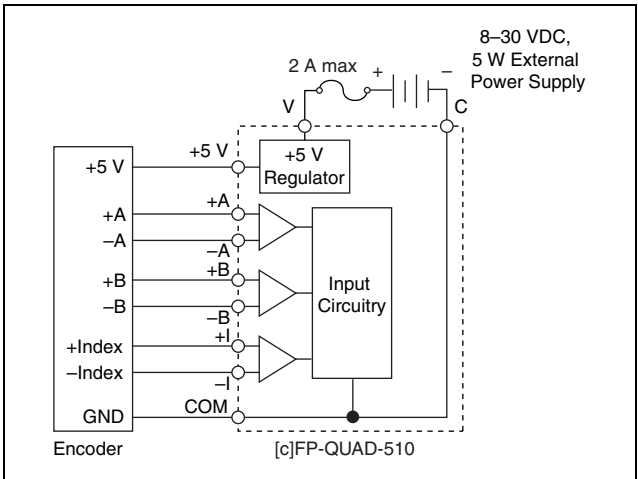 8–30 VDC,
5 W External
Power Supply
2 A max
+
–
V
C
+5 V
+5 V
+5 V
Regulator
+A
+A
–A
–A
+B
+B
–B
–B
Input
Circuitry
+Index
+I
–Index
–I
GND
COM
Encoder
[c]FP-QUAD-510